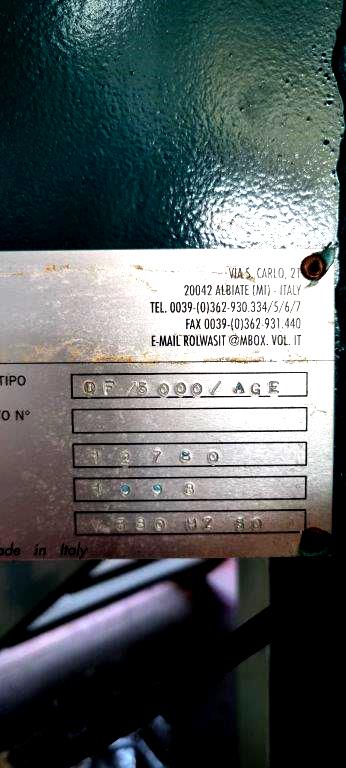 VIA S. CARLO, 21
20042 ALBIATE (MI) - ITALY
TEL. 0039-(0)362-930.334/5/6/7
FAX 0039-(0)362-931.440
E-MAIL ROLWASIT @MBOX. VOL. IT
TIPO DF/5000/AGE
O N°
12780
1998
V380 HZ 50
ade in Italy